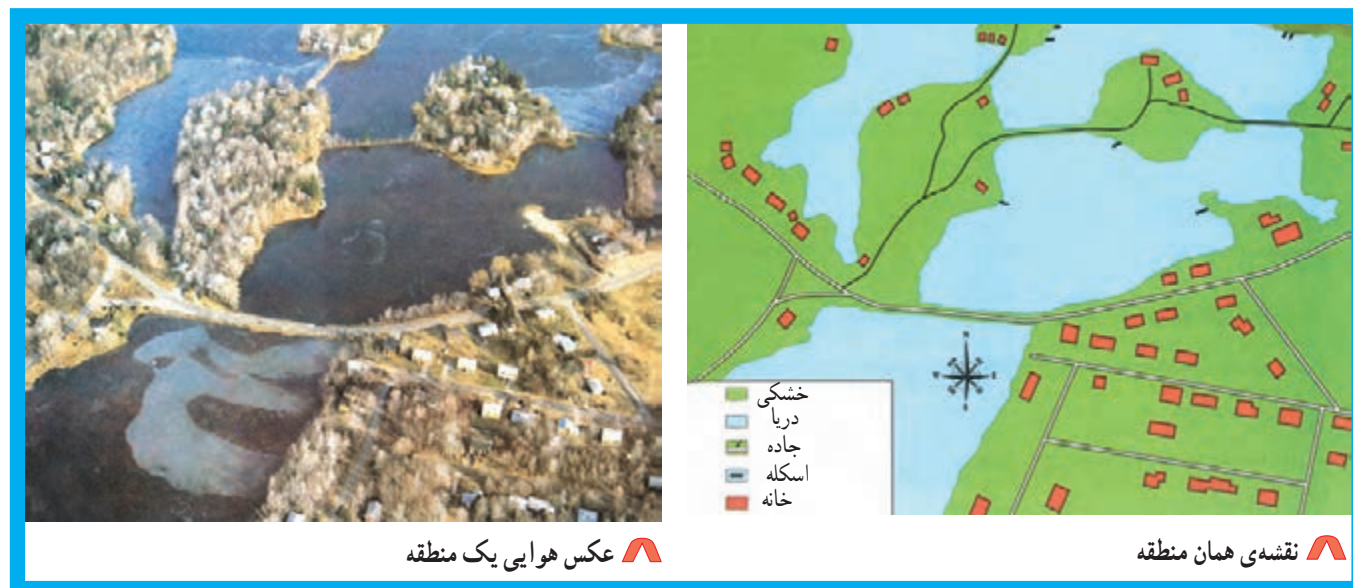 خشکی
دریا
جاده
اسکله
خانه
نقشه‌ی همان منطقه
عکس هوایی یک منطقه